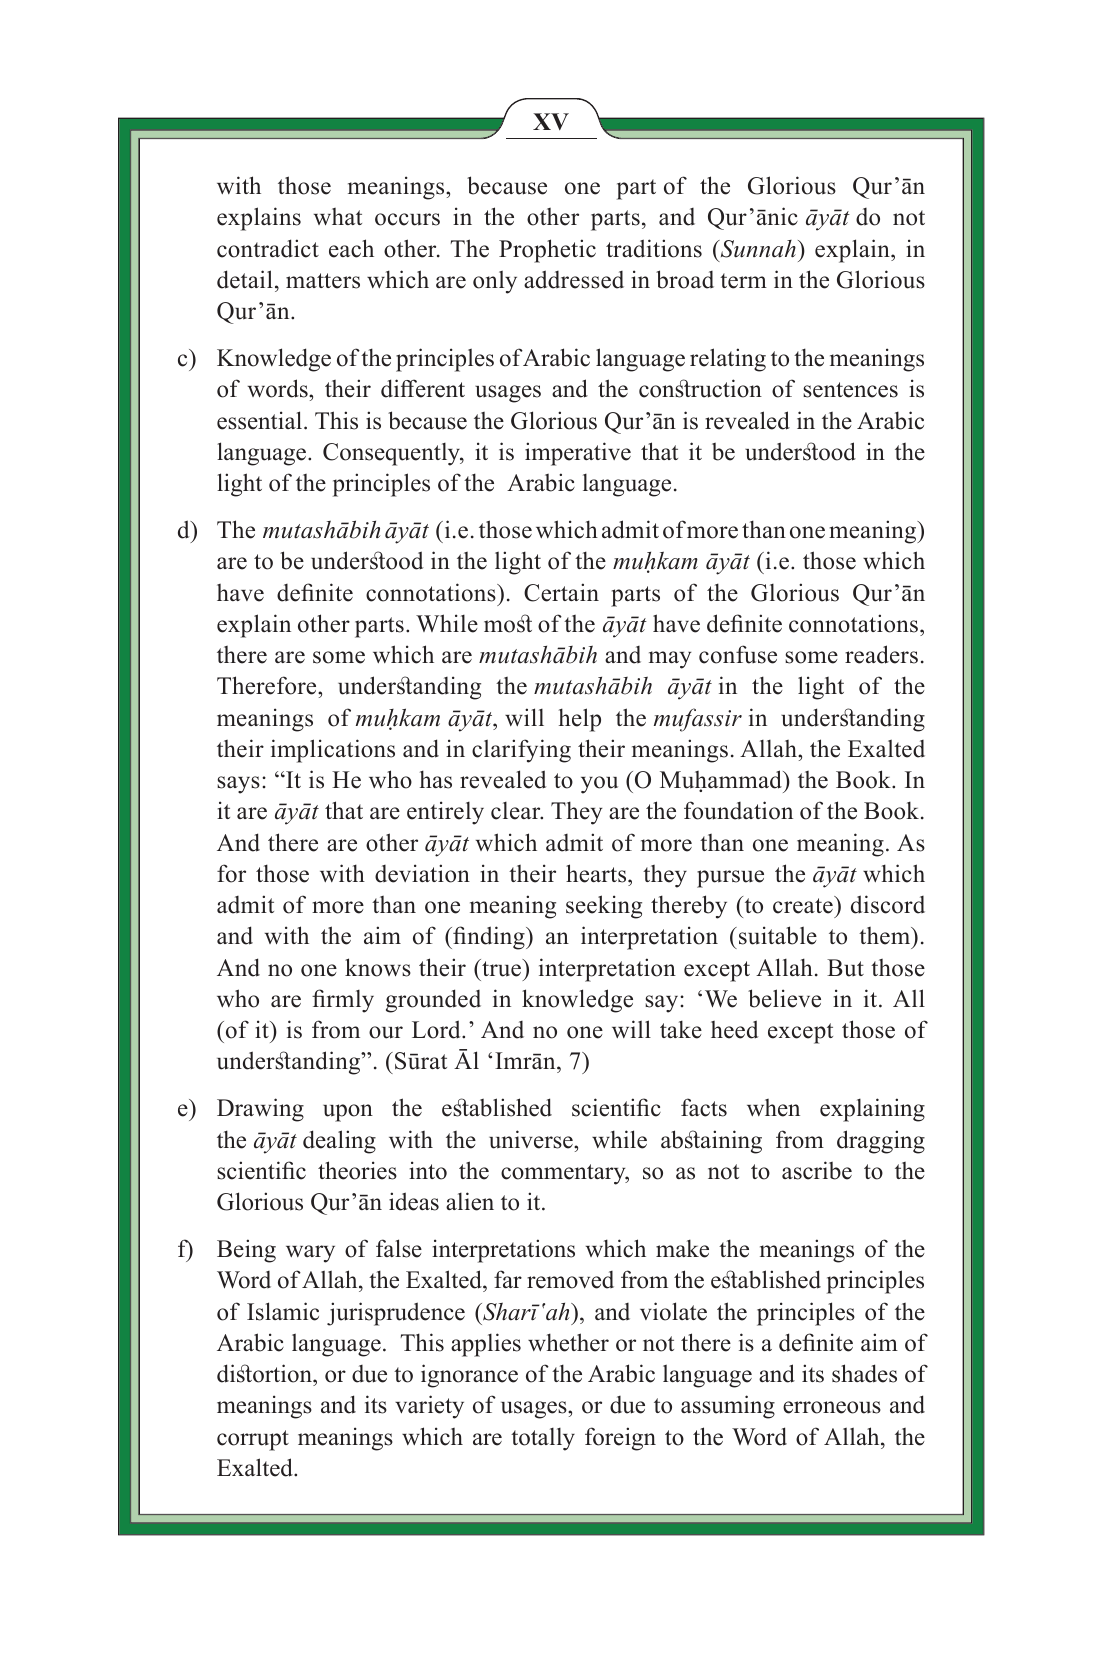 XV
with those meanings, because one part of the Glorious Qur’ān
explains what occurs in the other parts, and Qur’ānic āyāt do not
contradict each other. The Prophetic traditions (Sunnah) explain, in
detail, matters which are only addressed in broad term in the Glorious
Qur’ān.
c) Knowledge of the principles of Arabic language relating to the meanings
of words, their different usages and the construction of sentences is
essential. This is because the Glorious Qur’ān is revealed in the Arabic
language. Consequently, it is imperative that it be understood in the
light of the principles of the Arabic language.
d) The mutashābih āyāt (i.e. those which admit of more than one meaning)
are to be understood in the light of the muḥkam āyāt (i.e. those which
have definite connotations). Certain parts of the Glorious Qur’ān
explain other parts. While most of the āyāt have definite connotations,
there are some which are mutashābih and may confuse some readers.
Therefore, understanding the mutashābih āyāt in the light of the
meanings of muḥkam āyāt, will help the mufassir in understanding
their implications and in clarifying their meanings. Allah, the Exalted
says: “It is He who has revealed to you (O Muḥammad) the Book. In
it are āyāt that are entirely clear. They are the foundation of the Book.
And there are other āyāt which admit of more than one meaning. As
for those with deviation in their hearts, they pursue the āyāt which
admit of more than one meaning seeking thereby (to create) discord
and with the aim of (finding) an interpretation (suitable to them).
And no one knows their (true) interpretation except Allah. But those
who are firmly grounded in knowledge say: ‘We believe in it. All
(of it) is from our Lord.’ And no one will take heed except those of
understanding”. (Sūrat Āl ‘Imrān, 7)
e) Drawing upon the established scientific facts when explaining
the āyāt dealing with the universe, while abstaining from dragging
scientific theories into the commentary, so as not to ascribe to the
Glorious Qur’ān ideas alien to it.
f) Being wary of false interpretations which make the meanings of the
Word of Allah, the Exalted, far removed from the established principles
of Islamic jurisprudence (Sharī‛ah), and violate the principles of the
Arabic language. This applies whether or not there is a definite aim of
distortion, or due to ignorance of the Arabic language and its shades of
meanings and its variety of usages, or due to assuming erroneous and
corrupt meanings which are totally foreign to the Word of Allah, the
Exalted.